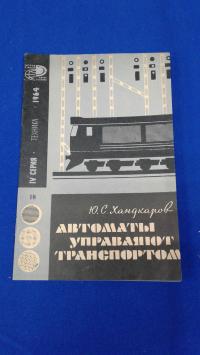 1964
ТЕХНИКА
IV СЕРИЯ
Ю. С. Хандкаров
АВТОМАТЫ
УПРАВЛЯЮТ
ТРАНСПОРТОМ